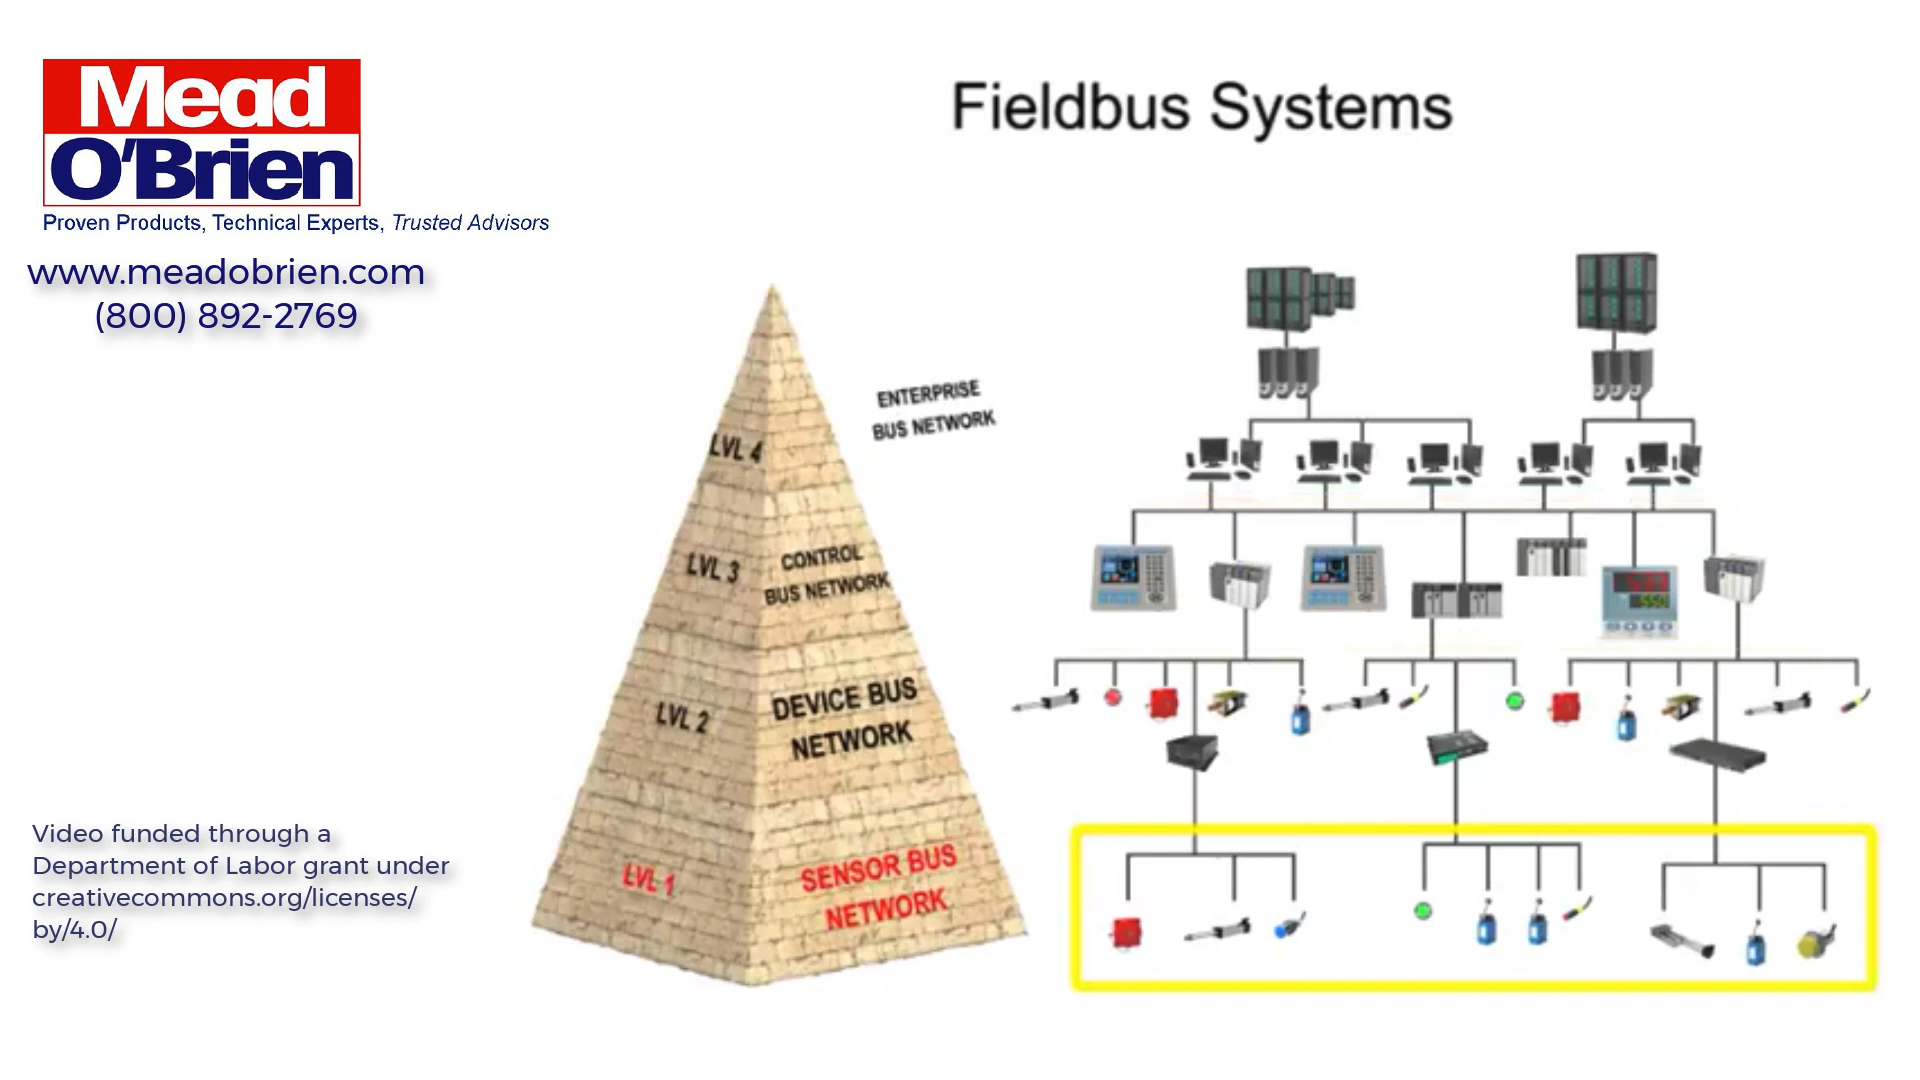 Mead
O'Brien
Proven Products, Technical Experts, Trusted Advisors
www.meadobrien.com
(800) 892-2769
Fieldbus Systems
ENTERPRISE
BUS NETWORK
LVL 4
LVL 3
CONTROL
BUS NETWORK
LVL 2
DEVICE BUS
NETWORK
LVL 1
SENSOR BUS
NETWORK
Video funded through a
Department of Labor grant under
creativecommons.org/licenses/
by/4.0/